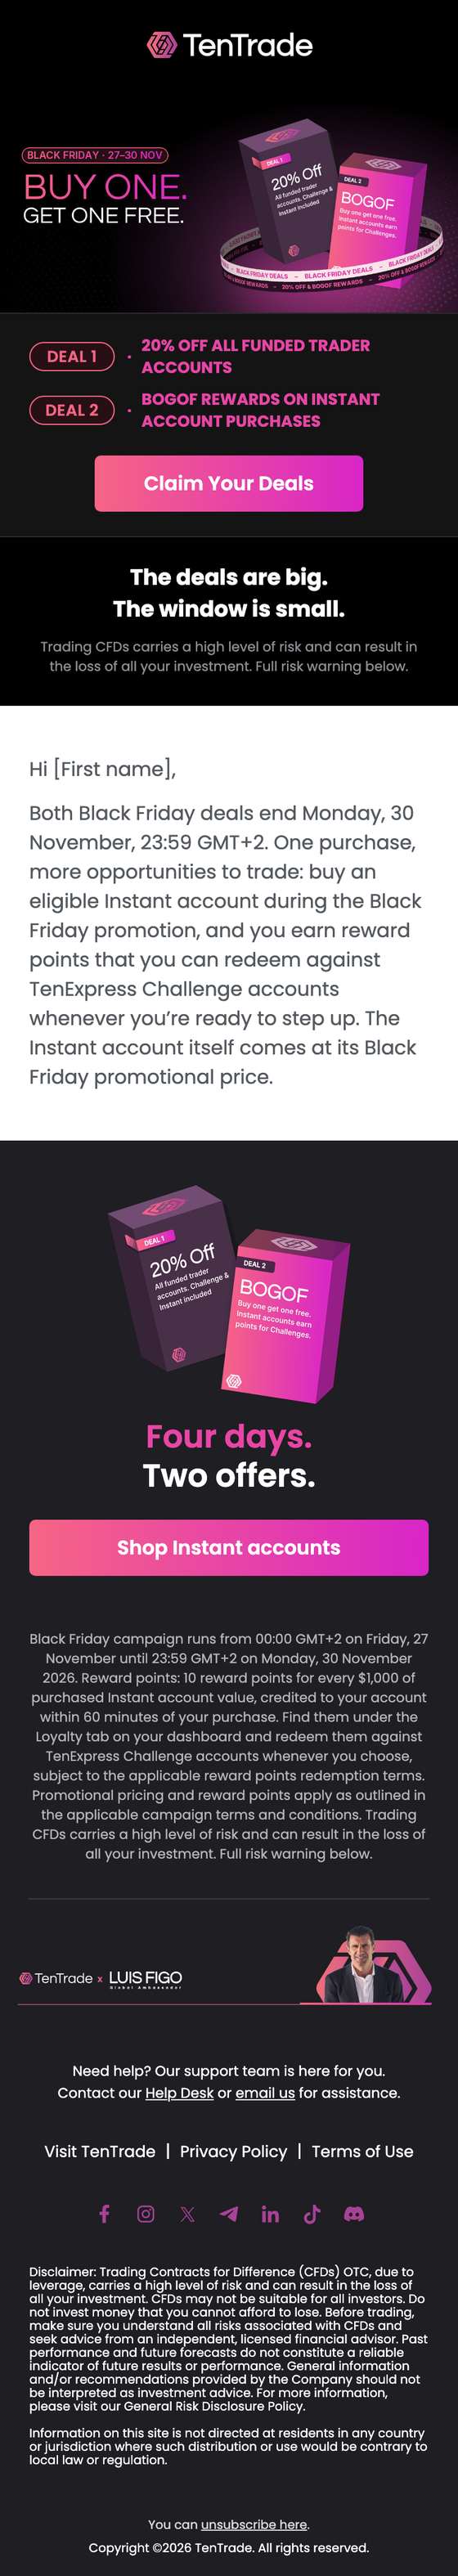 TenTrade
BLACK FRIDAY · 27–30 NOV
BUY ONE.
GET ONE FREE.
DEAL 1
20% Off
All funded trader
accounts, Challenge &
Instant included
DEAL 2
BOGOF
Buy one get one free.
Instant accounts earn
points for Challenges.
BLACK FRIDAY DEALS – BLACK FRIDAY DEALS – BLACK FRIDAY DEALS
REWARDS – 20% OFF & BOGOF REWARDS – 20% OFF & BOGOF
DEAL 1 · 20% OFF ALL FUNDED TRADER
ACCOUNTS
DEAL 2 · BOGOF REWARDS ON INSTANT
ACCOUNT PURCHASES
Claim Your Deals
The deals are big.
The window is small.
Trading CFDs carries a high level of risk and can result in
the loss of all your investment. Full risk warning below.
Hi [First name],
Both Black Friday deals end Monday, 30
November, 23:59 GMT+2. One purchase,
more opportunities to trade: buy an
eligible Instant account during the Black
Friday promotion, and you earn reward
points that you can redeem against
TenExpress Challenge accounts
whenever you’re ready to step up. The
Instant account itself comes at its Black
Friday promotional price.
DEAL 1
20% Off
All funded trader
accounts. Challenge &
Instant included
DEAL 2
BOGOF
Buy one get one free.
Instant accounts earn
points for Challenges.
Four days.
Two offers.
Shop Instant accounts
Black Friday campaign runs from 00:00 GMT+2 on Friday, 27
November until 23:59 GMT+2 on Monday, 30 November
2026. Reward points: 10 reward points for every $1,000 of
purchased Instant account value, credited to your account
within 60 minutes of your purchase. Find them under the
Loyalty tab on your dashboard and redeem them against
TenExpress Challenge accounts whenever you choose,
subject to the applicable reward points redemption terms.
Promotional pricing and reward points apply as outlined in
the applicable campaign terms and conditions. Trading
CFDs carries a high level of risk and can result in the loss of
all your investment. Full risk warning below.
TenTrade x LUIS FIGO
Global Ambassador
Need help? Our support team is here for you.
Contact our Help Desk or email us for assistance.
Visit TenTrade | Privacy Policy | Terms of Use
Disclaimer: Trading Contracts for Difference (CFDs) OTC, due to
leverage, carries a high level of risk and can result in the loss of
all your investment. CFDs may not be suitable for all investors. Do
not invest money that you cannot afford to lose. Before trading,
make sure you understand all risks associated with CFDs and
seek advice from an independent, licensed financial advisor. Past
performance and future forecasts do not constitute a reliable
indicator of future results or performance. General information
and/or recommendations provided by the Company should not
be interpreted as investment advice. For more information,
please visit our General Risk Disclosure Policy.
Information on this site is not directed at residents in any country
or jurisdiction where such distribution or use would be contrary to
local law or regulation.
You can unsubscribe here.
Copyright ©2026 TenTrade. All rights reserved.